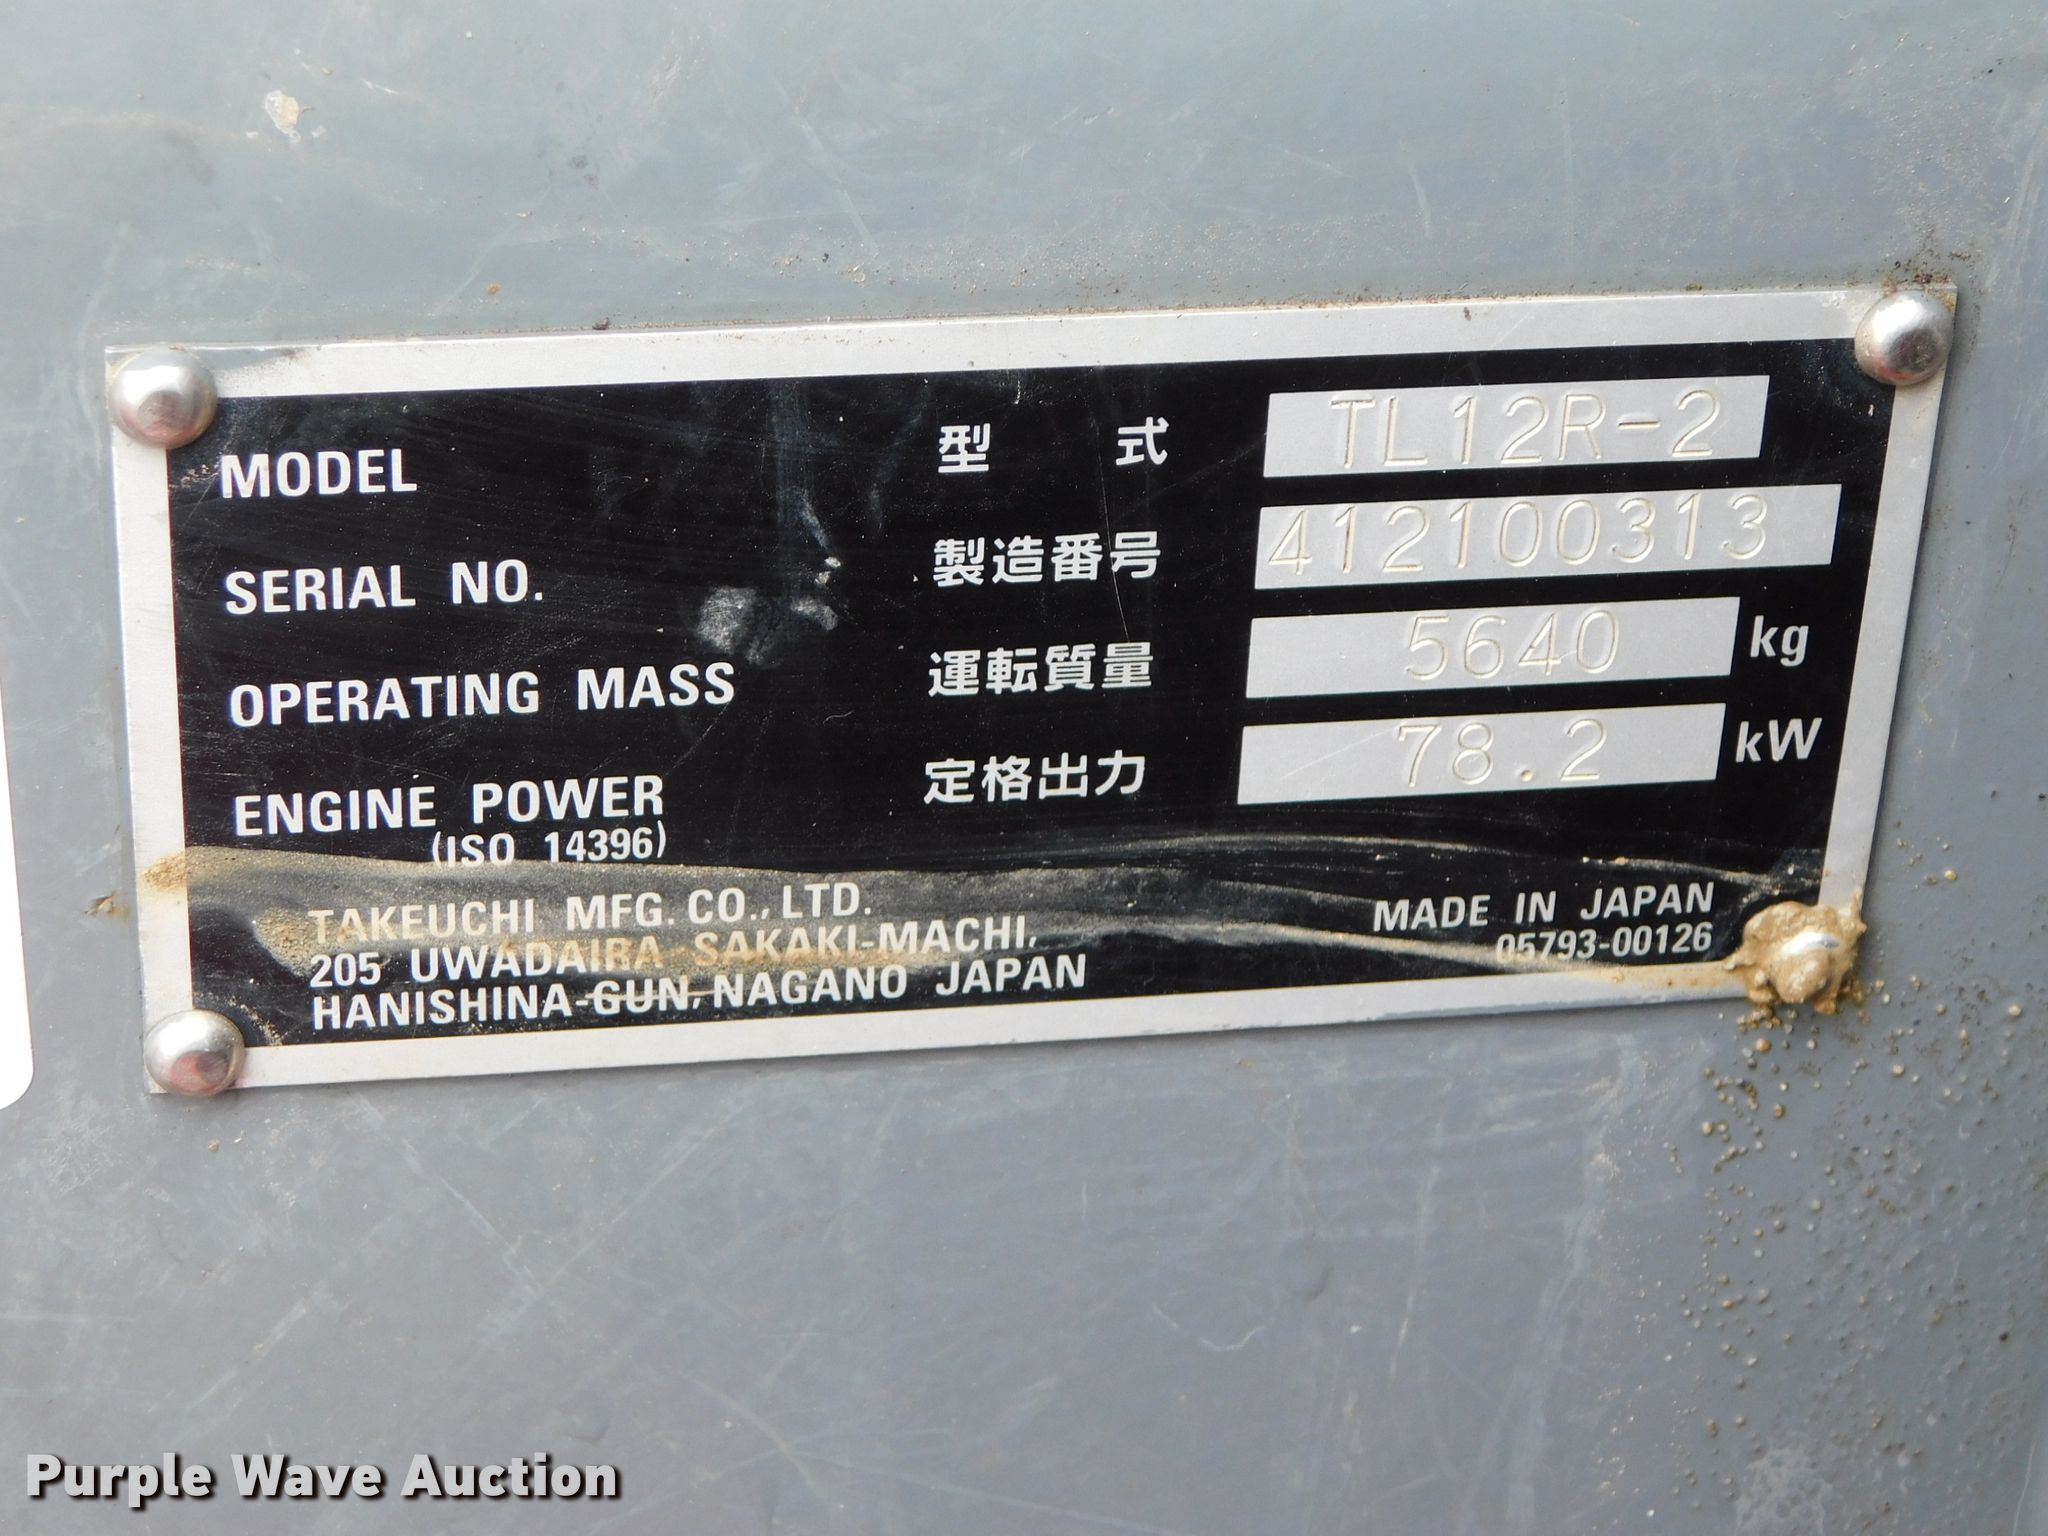 MODEL 型式 TL12R-2
SERIAL NO. 製造番号 412100313
OPERATING MASS 運転質量 5640 kg
ENGINE POWER 定格出力 78.2 kW
(ISO 14396)
TAKEUCHI MFG. CO., LTD.
205 UWADAIRA SAKAKI-MACHI,
HANISHINA-GUN, NAGANO JAPAN
MADE IN JAPAN
05793-00126
Purple Wave Auction